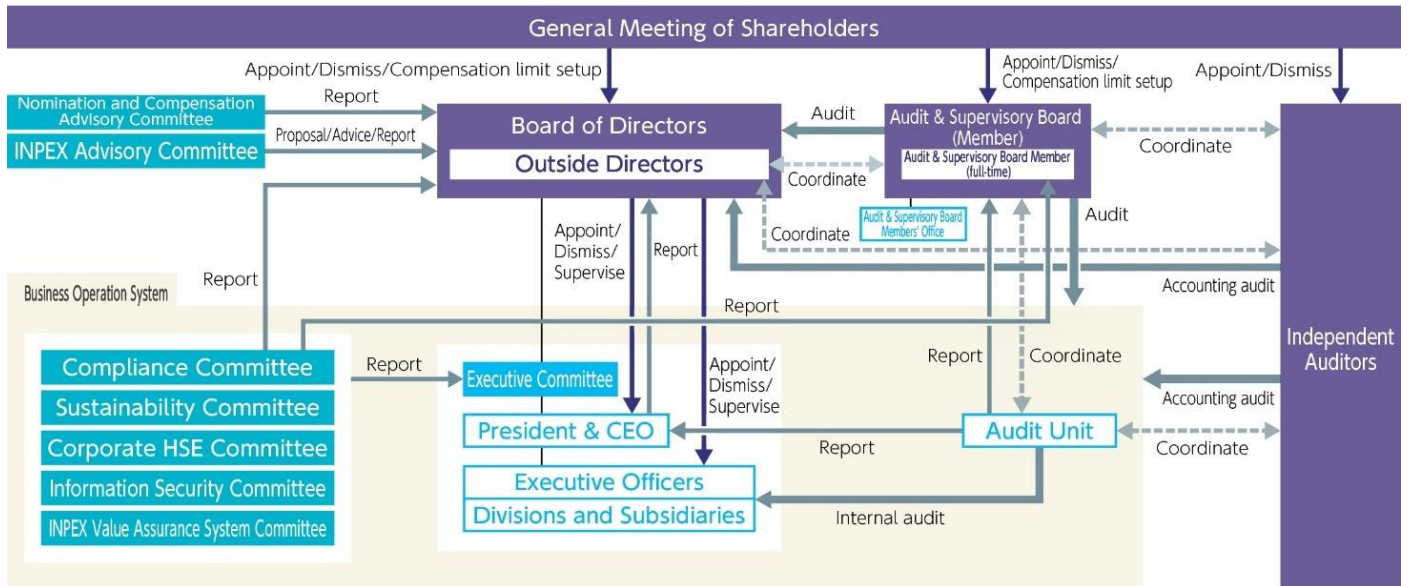 General Meeting of Shareholders
Appoint/Dismiss/Compensation limit setup
Appoint/Dismiss/
Compensation limit setup
Appoint/Dismiss
Nomination and Compensation
Advisory Committee
Report
INPEX Advisory Committee
Proposal/Advice/Report
Board of Directors
Outside Directors
Audit
Coordinate
Audit & Supervisory Board
(Member)
Audit & Supervisory Board Member
(full-time)
Coordinate
Audit & Supervisory Board
Members' Office
Audit
Appoint/
Dismiss/
Supervise
Report
Coordinate
Report
Accounting audit
Business Operation System
Report
Independent
Auditors
Compliance Committee
Sustainability Committee
Corporate HSE Committee
Information Security Committee
INPEX Value Assurance System Committee
Report
Executive Committee
Appoint/
Dismiss/
Supervise
Report
Coordinate
Accounting audit
President & CEO
Report
Audit Unit
Coordinate
Executive Officers
Divisions and Subsidiaries
Internal audit